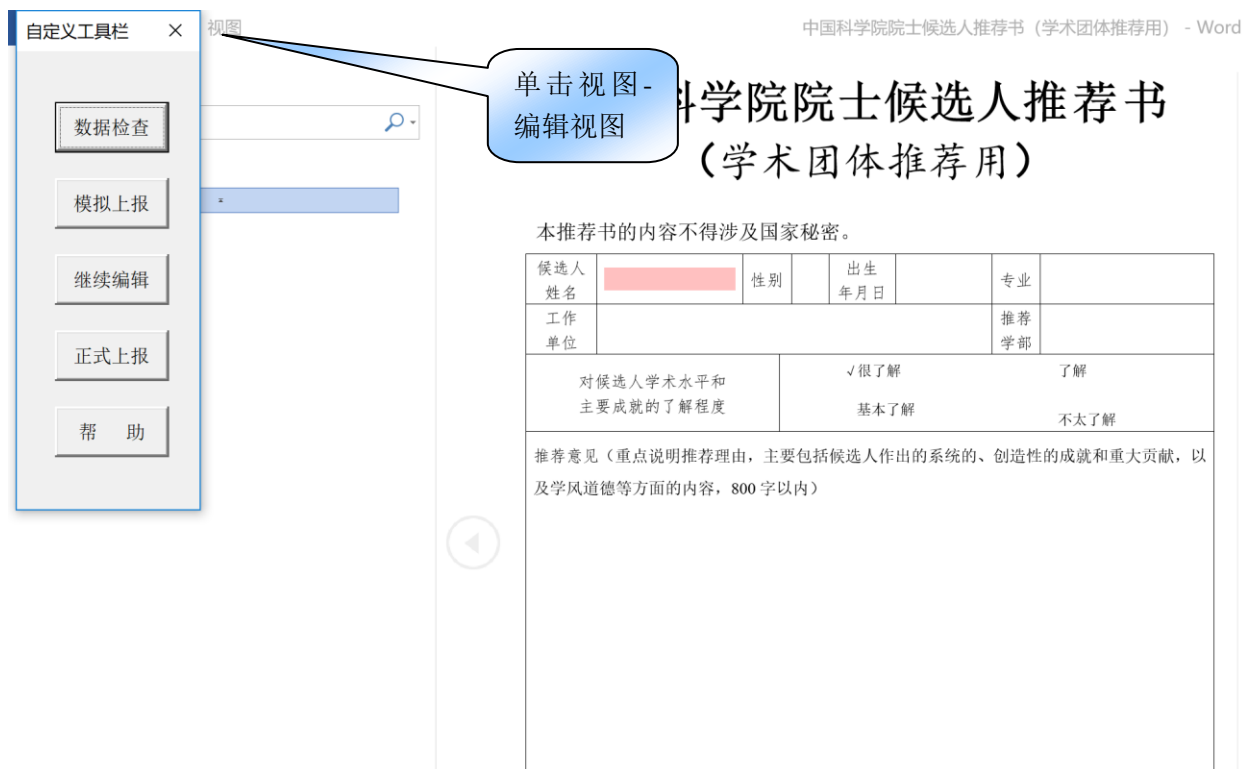 自定义工具栏
视图
中国科学院院士候选人推荐书（学术团体推荐用） - Word
数据检查
模拟上报
继续编辑
正式上报
帮 助
单击视图-
编辑视图
科学院院士候选人推荐书
（学术团体推荐用）
本推荐书的内容不得涉及国家秘密。
候选人
姓名
性别
出生
年月日
专业
工作
单位
推荐
学部
对候选人学术水平和
主要成就的了解程度
√很了解
了解
基本了解
不太了解
推荐意见（重点说明推荐理由，主要包括候选人作出的系统的、创造性的成就和重大贡献，以
及学风道德等方面的内容，800 字以内）